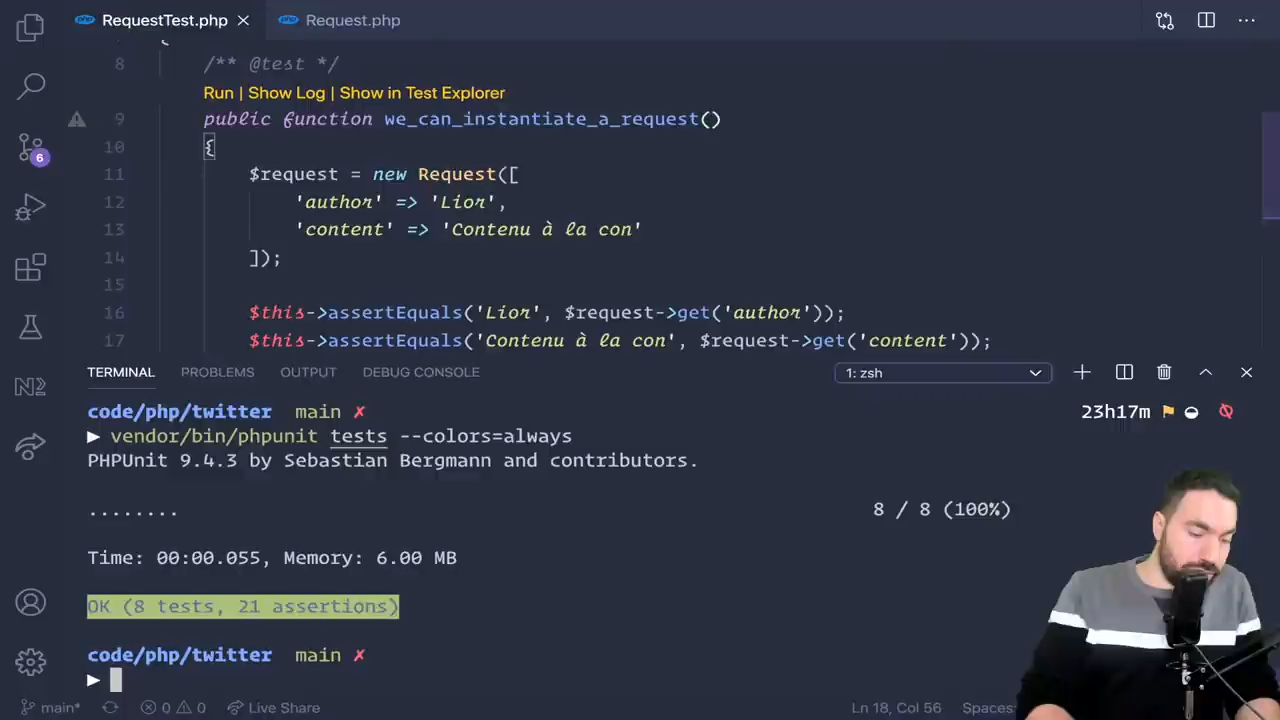 RequestTest.php
Request.php
8 /** @test */
Run | Show Log | Show in Test Explorer
9 public function we_can_instantiate_a_request()
10 {
11 $request = new Request([
12 'author' => 'Lior',
13 'content' => 'Contenu à la con'
14 ]);
15
16 $this->assertEquals('Lior', $request->get('author'));
17 $this->assertEquals('Contenu à la con', $request->get('content'));
6
TERMINAL PROBLEMS OUTPUT DEBUG CONSOLE 1: zsh
code/php/twitter main ✗ 23h17m
▶ vendor/bin/phpunit tests --colors=always
PHPUnit 9.4.3 by Sebastian Bergmann and contributors.
........ 8 / 8 (100%)
Time: 00:00.055, Memory: 6.00 MB
OK (8 tests, 21 assertions)
code/php/twitter main ✗
▶
main* 0 0 Live Share Ln 18, Col 56 Spaces: